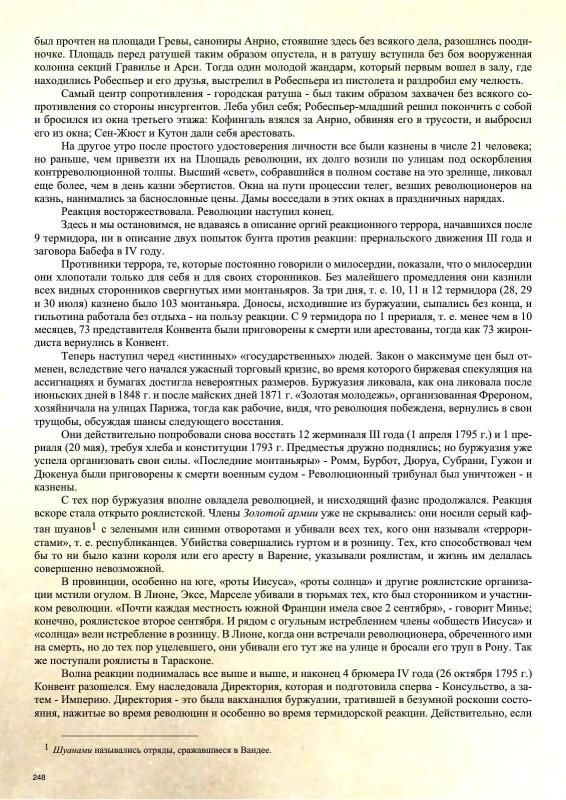 был прочтен на площади Гревы, санониры Анрио, стоявшие здесь без всякого дела, разошлись пооди-
ночке. Площадь перед ратушей таким образом опустела, и в ратушу вступила без боя вооруженная
колонна секций Гравилье и Арси. Тогда один молодой жандарм, который первым вошел в залу, где
находились Робеспьер и его друзья, выстрелил в Робеспьера из пистолета и раздробил ему челюсть.
Самый центр сопротивления - городская ратуша - был таким образом захвачен без всякого со-
противления со стороны инсургентов. Леба убил себя; Робеспьер-младший решил покончить с собой
и бросился из окна третьего этажа: Кофингаль взялся за Анрио, обвиняя его в трусости, и выбросил
его из окна; Сен-Жюст и Кутон дали себя арестовать.
На другое утро после простого удостоверения личности все были казнены в числе 21 человека;
но раньше, чем привезти их на Площадь революции, их долго возили по улицам под оскорбления
контрреволюционной толпы. Высший «свет», собравшийся в полном составе на это зрелище, ликовал
еще более, чем в день казни эбертистов. Окна на пути процессии телег, везших революционеров на
казнь, нанимались за баснословные цены. Дамы восседали в этих окнах в праздничных нарядах.
Реакция восторжествовала. Революции наступил конец.
Здесь и мы остановимся, не вдаваясь в описание оргий реакционного террора, начавшихся после
9 термидора, ни в описание двух попыток бунта против реакции: прериальского движения III года и
заговора Бабефа в IV году.
Противники террора, те, которые постоянно говорили о милосердии, показали, что о милосердии
они хлопотали только для себя и для своих сторонников. Без малейшего промедления они казнили
всех видных сторонников свергнутых ими монтаньяров. За три дня, т. е. 10, 11 и 12 термидора (28, 29
и 30 июля) казнено было 103 монтаньяра. Доносы, исходившие из буржуазии, сыпались без конца, и
гильотина работала без отдыха - на пользу реакции. С 9 термидора по 1 прериаля, т. е. менее чем в 10
месяцев, 73 представителя Конвента были приговорены к смерти или арестованы, тогда как 73 жирон-
диста вернулись в Конвент.
Теперь наступил черед «истинных» «государственных» людей. Закон о максимуме цен был от-
менен, вследствие чего начался ужасный торговый кризис, во время которого биржевая спекуляция на
ассигнациях и бумагах достигла невероятных размеров. Буржуазия ликовала, как она ликовала после
июньских дней в 1848 г. и после майских дней 1871 г. «Золотая молодежь», организованная Фрероном,
хозяйничала на улицах Парижа, тогда как рабочие, видя, что революция побеждена, вернулись в свои
трущобы, обсуждая шансы следующего восстания.
Они действительно попробовали снова восстать 12 жерминаля III года (1 апреля 1795 г.) и 1 пре-
риаля (20 мая), требуя хлеба и конституции 1793 г. Предместья дружно поднялись; но буржуазия уже
успела организовать свои силы. «Последние монтаньяры» - Ромм, Бурбот, Дюруа, Субрани, Гужон и
Дюкенуа были приговорены к смерти военным судом - Революционный трибунал был уничтожен - и
казнены.
С тех пор буржуазия вполне овладела революцией, и нисходящий фазис продолжался. Реакция
вскоре стала открыто роялистской. Члены Золотой армии уже не скрывались: они носили серый каф-
тан шуанов1 с зелеными или синими отворотами и убивали всех тех, кого они называли «террори-
стами», т. е. республиканцев. Убийства совершались гуртом и в розницу. Тех, кто способствовал чем
бы то ни было казни короля или его аресту в Варение, указывали роялистам, и жизнь им делалась
совершенно невозможной.
В провинции, особенно на юге, «роты Иисуса», «роты солнца» и другие роялистские организа-
ции мстили огулом. В Лионе, Эксе, Марселе убивали в тюрьмах тех, кто был сторонником и участни-
ком революции. «Почти каждая местность южной Франции имела свое 2 сентября», - говорит Минье;
конечно, роялистское второе сентября. И рядом с огульным истреблением члены «обществ Иисуса» и
«солнца» вели истребление в розницу. В Лионе, когда они встречали революционера, обреченного ими
на смерть, но до тех пор уцелевшего, они убивали его тут же на улице и бросали его труп в Рону. Так
же поступали роялисты в Тарасконе.
Волна реакции поднималась все выше и выше, и наконец 4 брюмера IV года (26 октября 1795 г.)
Конвент разошелся. Ему наследовала Директория, которая и подготовила сперва - Консульство, а за-
тем - Империю. Директория - это была вакханалия буржуазии, тратившей в безумной роскоши состо-
яния, нажитые во время революции и особенно во время термидорской реакции. Действительно, если
1 Шуанами назывались отряды, сражавшиеся в Вандее.
248